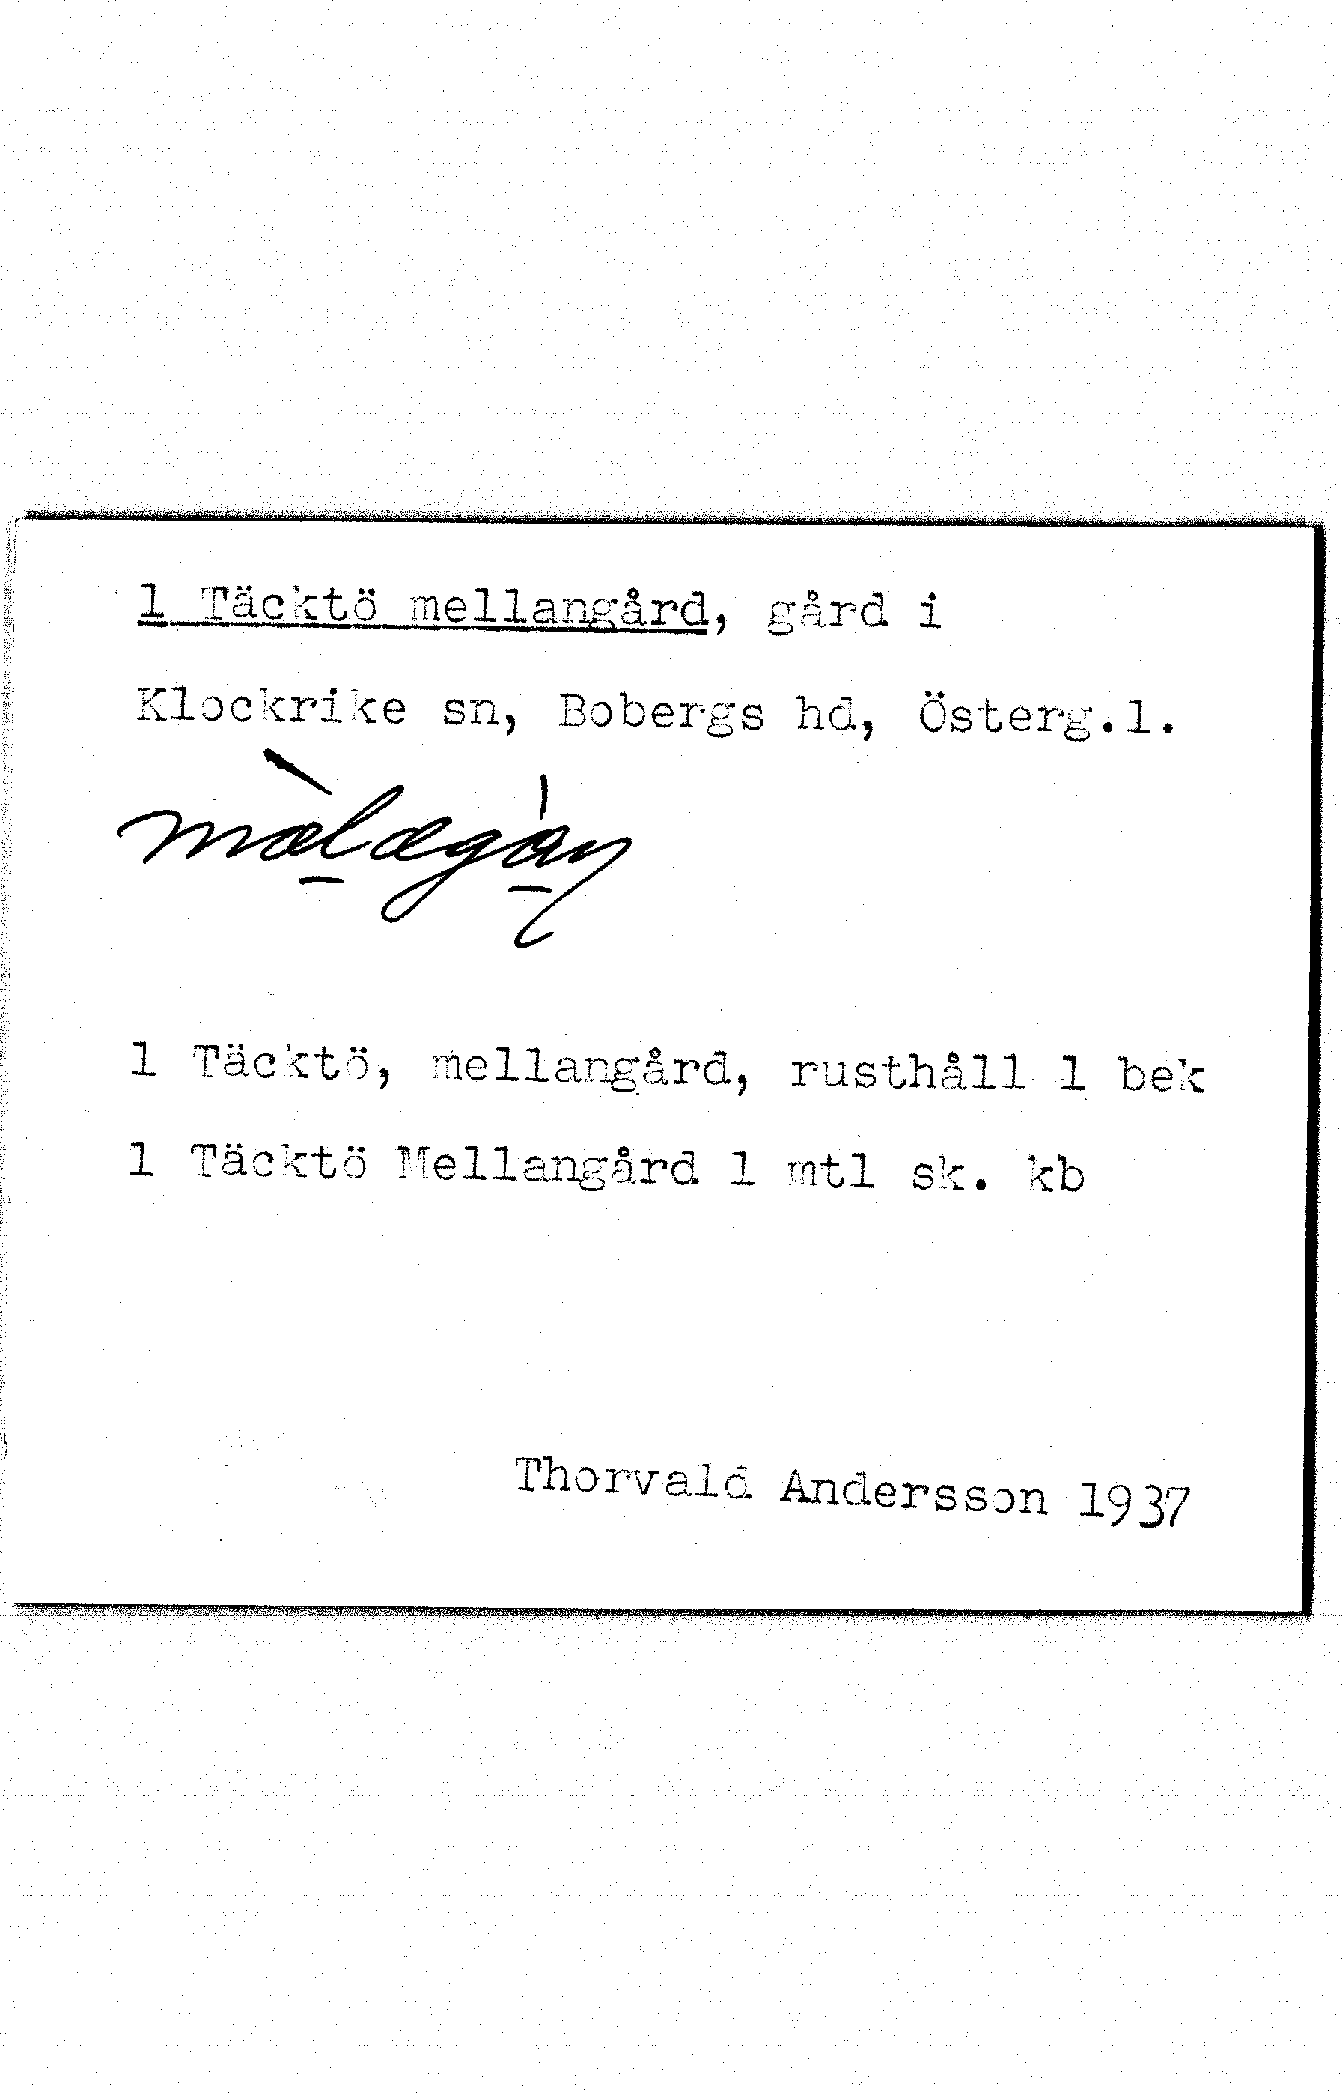 1 Täcktö mellangård, gård i
Klockrike sn, Bobergs hd, Österg.l.
1 Täcktö, mellangård, rusthåll 1 bek
1 Täcktö Mellangård 1 mtl sk. kb
Thorvald Andersson 1937